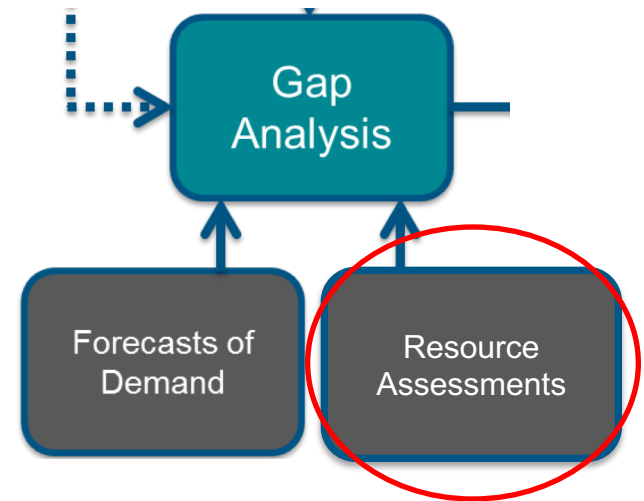 Gap
Analysis
Forecasts of
Demand
Resource
Assessments